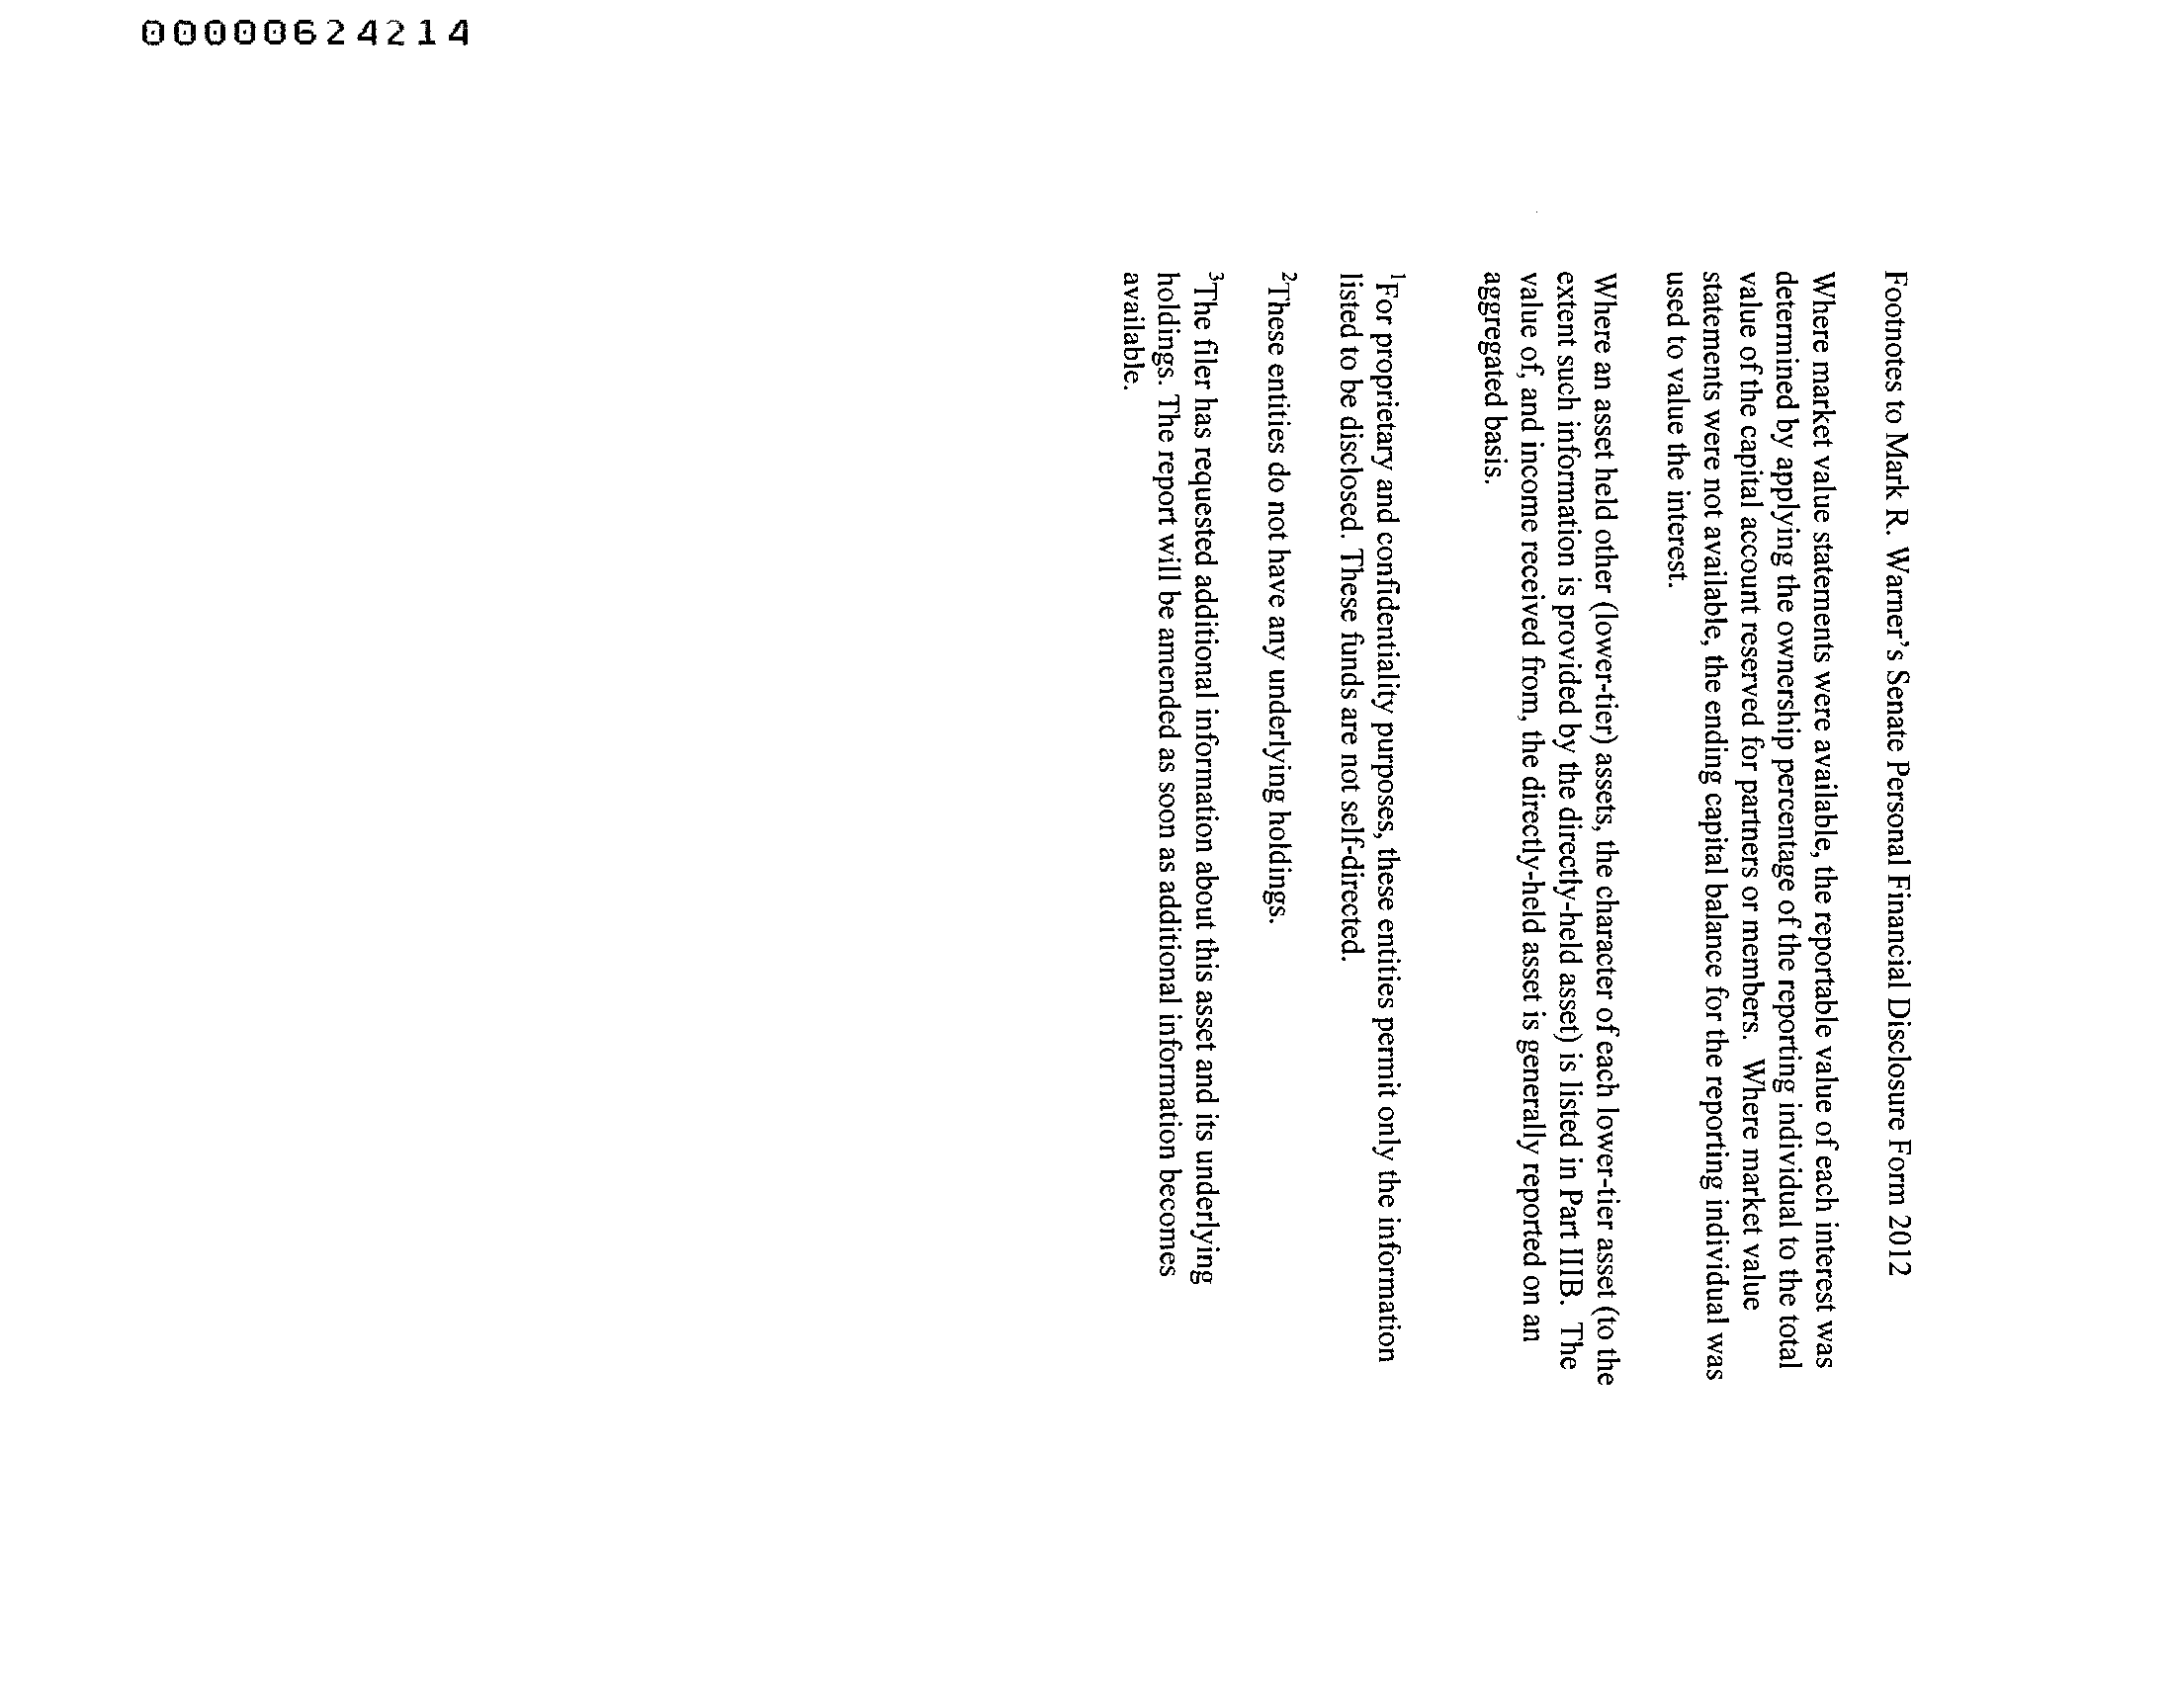 00000624214
Footnotes to Mark R. Warner's Senate Personal Financial Disclosure Form 2012
Where market value statements were available, the reportable value of each interest was
determined by applying the ownership percentage of the reporting individual to the total
value of the capital account reserved for partners or members. Where market value
statements were not available, the ending capital balance for the reporting individual was
used to value the interest.
Where an asset held other (lower-tier) assets, the character of each lower-tier asset (to the
extent such information is provided by the directly-held asset) is listed in Part IIIB. The
value of, and income received from, the directly-held asset is generally reported on an
aggregated basis.
¹For proprietary and confidentiality purposes, these entities permit only the information
listed to be disclosed. These funds are not self-directed.
²These entities do not have any underlying holdings.
³The filer has requested additional information about this asset and its underlying
holdings. The report will be amended as soon as additional information becomes
available.